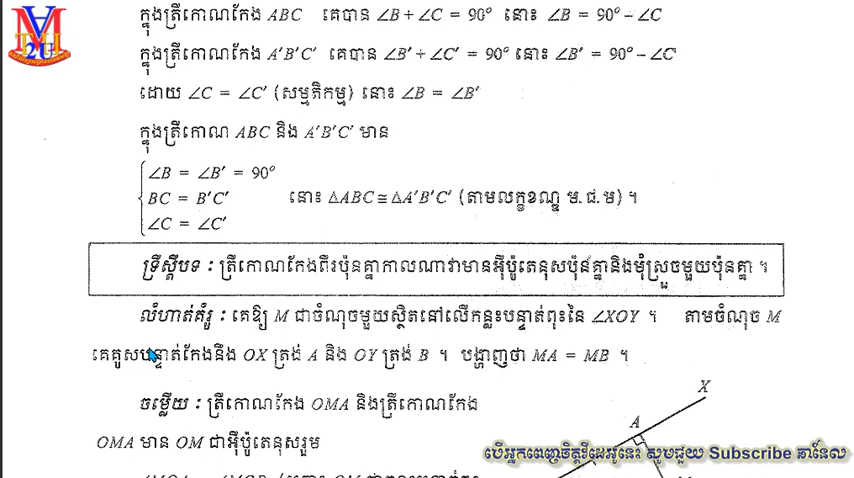 ក្នុងត្រីកោណកែង ABC គេបាន ∠B + ∠C = 90° នោះ ∠B = 90° – ∠C
ក្នុងត្រីកោណកែង A'B'C' គេបាន ∠B' + ∠C' = 90° នោះ ∠B' = 90° – ∠C'
ដោយ ∠C = ∠C' (សម្មតិកម្ម) នោះ ∠B = ∠B'
ក្នុងត្រីកោណ ABC និង A'B'C' មាន
∠B = ∠B' = 90°
BC = B'C' នោះ ΔABC ≅ ΔA'B'C' (តាមលក្ខខណ្ឌ ម.ជ.ម) ។
∠C = ∠C'
ទ្រឹស្តីបទ : ត្រីកោណកែងពីរប៉ុនគ្នាកាលណាវាមានអ៊ីប៉ូតេនុសប៉ុនគ្នានិងមុំស្រួចមួយប៉ុនគ្នា ។
លំហាត់គំរូ : គេឱ្យ M ជាចំណុចមួយស្ថិតនៅលើកន្លះបន្ទាត់ពុះនៃ ∠XOY ។ តាមចំណុច M
គេគូសបន្ទាត់កែងនឹង OX ត្រង់ A និង OY ត្រង់ B ។ បង្ហាញថា MA = MB ។
ចម្លើយ : ត្រីកោណកែង OMA និងត្រីកោណកែង
X
OMA មាន OM ជាអ៊ីប៉ូតេនុសរួម
A
បើអ្នកពេញចិត្តវីដេអូនេះ សូមជួយ Subscribe ឆានែល